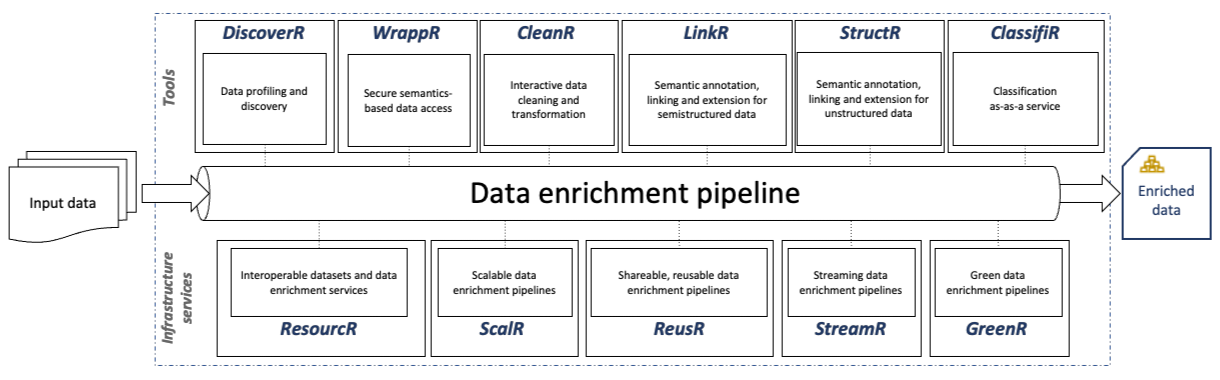 DiscoverR
WrappR
CleanR
LinkR
StructR
ClassifiR
Tools
Data profiling and
discovery
Secure semantics-
based data access
Interactive data
cleaning and
transformation
Semantic annotation,
linking and extension for
semistructured data
Semantic annotation,
linking and extension for
unstructured data
Classification
as-as-a service
Input data
Data enrichment pipeline
Enriched
data
Infrastructure
services
Interoperable datasets and data
enrichment services
Scalable data
enrichment pipelines
Shareable, reusable data
enrichment pipelines
Streaming data
enrichment pipelines
Green data
enrichment pipelines
ResourcR
ScalR
ReusR
StreamR
GreenR